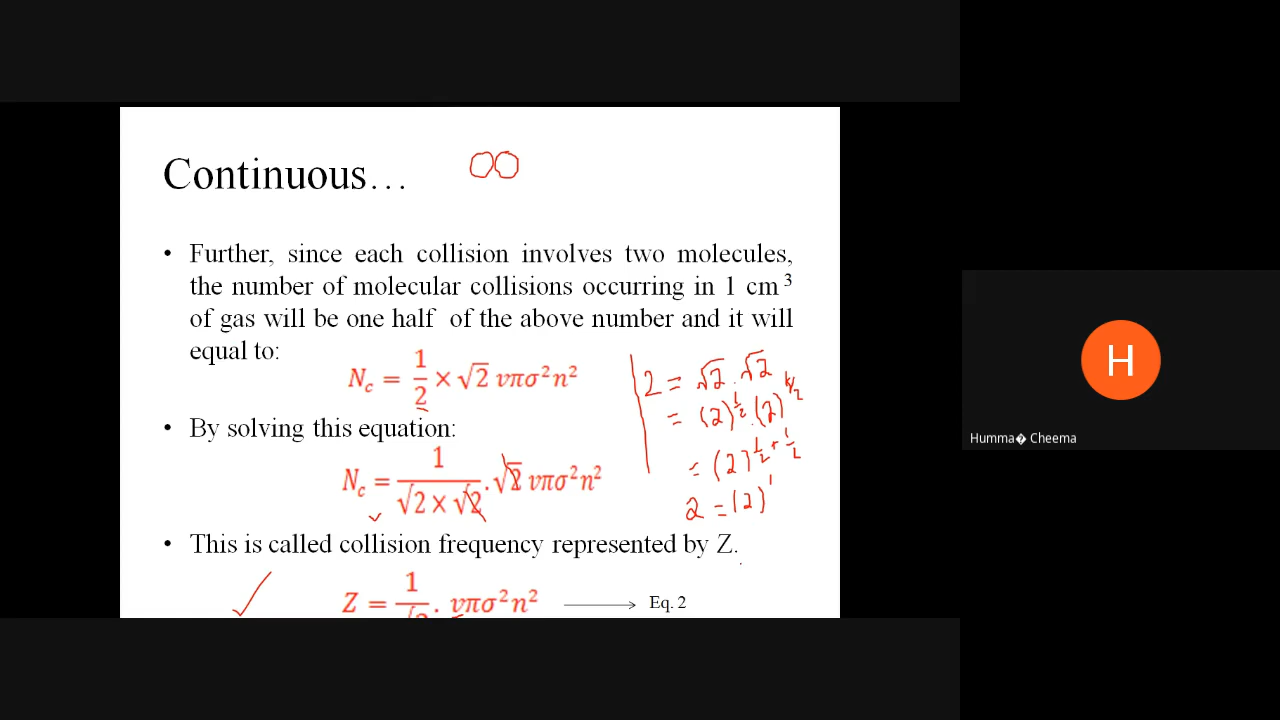 Continuous…
• Further, since each collision involves two molecules,
the number of molecular collisions occurring in 1 cm³
of gas will be one half of the above number and it will
equal to:
N_c = 1/2 × √2 νπσ²n²
2 = √2 . √2
= (2)^1/2 . (2)^1/2
• By solving this equation:
= (2)^1/2 + 1/2
N_c = 1/(√2 × √2) . √2 νπσ²n²
2 = (2)^1
• This is called collision frequency represented by Z.
Z = 1/√2 . νπσ²n² Eq. 2
H
Humma� Cheema